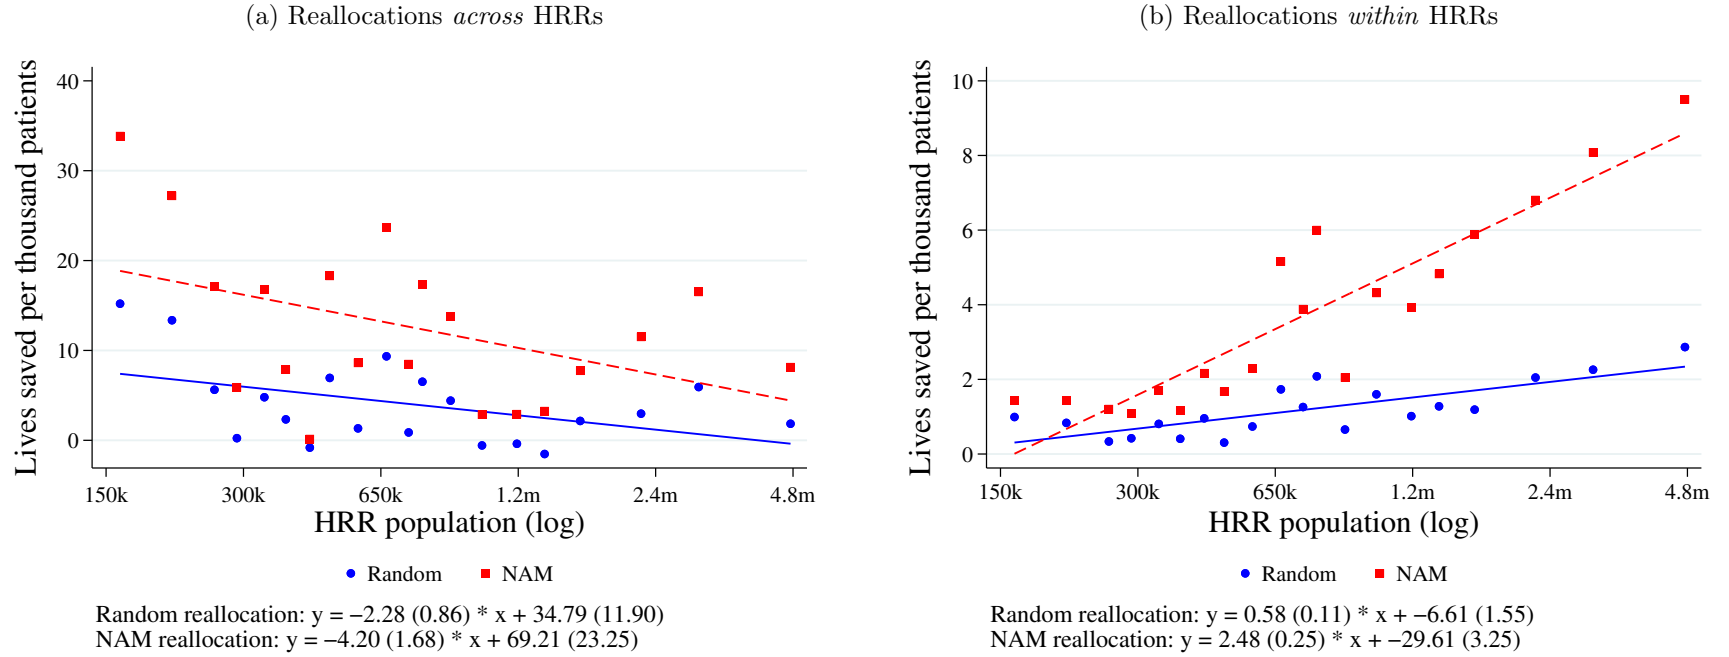 (a) Reallocations across HRRs
Lives saved per thousand patients
40
30
20
10
0
150k 300k 650k 1.2m 2.4m 4.8m
HRR population (log)
Random NAM
Random reallocation: y = −2.28 (0.86) * x + 34.79 (11.90)
NAM reallocation: y = −4.20 (1.68) * x + 69.21 (23.25)
(b) Reallocations within HRRs
Lives saved per thousand patients
10
8
6
4
2
0
150k 300k 650k 1.2m 2.4m 4.8m
HRR population (log)
Random NAM
Random reallocation: y = 0.58 (0.11) * x + −6.61 (1.55)
NAM reallocation: y = 2.48 (0.25) * x + −29.61 (3.25)